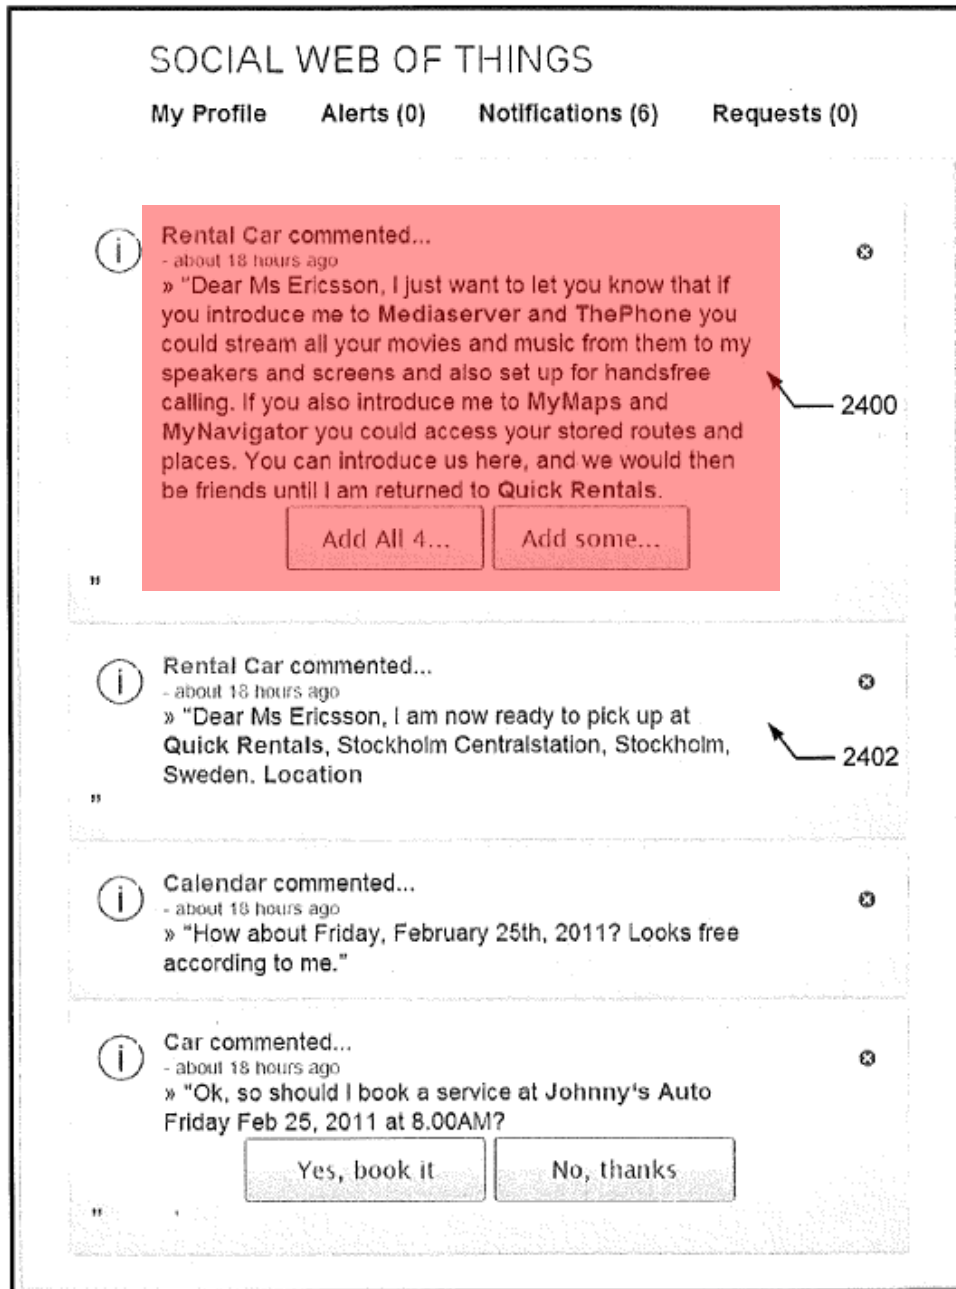 SOCIAL WEB OF THINGS
My Profile Alerts (0) Notifications (6) Requests (0)
Rental Car commented...
- about 18 hours ago
» "Dear Ms Ericsson, I just want to let you know that if
you introduce me to Mediaserver and ThePhone you
could stream all your movies and music from them to my
speakers and screens and also set up for handsfree
calling. If you also introduce me to MyMaps and
MyNavigator you could access your stored routes and
places. You can introduce us here, and we would then
be friends until I am returned to Quick Rentals.
Add All 4... Add some...
"
2400
Rental Car commented...
- about 18 hours ago
» "Dear Ms Ericsson, I am now ready to pick up at
Quick Rentals, Stockholm Centralstation, Stockholm,
Sweden. Location
"
2402
Calendar commented...
- about 18 hours ago
» "How about Friday, February 25th, 2011? Looks free
according to me."
Car commented...
- about 18 hours ago
» "Ok, so should I book a service at Johnny's Auto
Friday Feb 25, 2011 at 8.00AM?
Yes, book it No, thanks
"